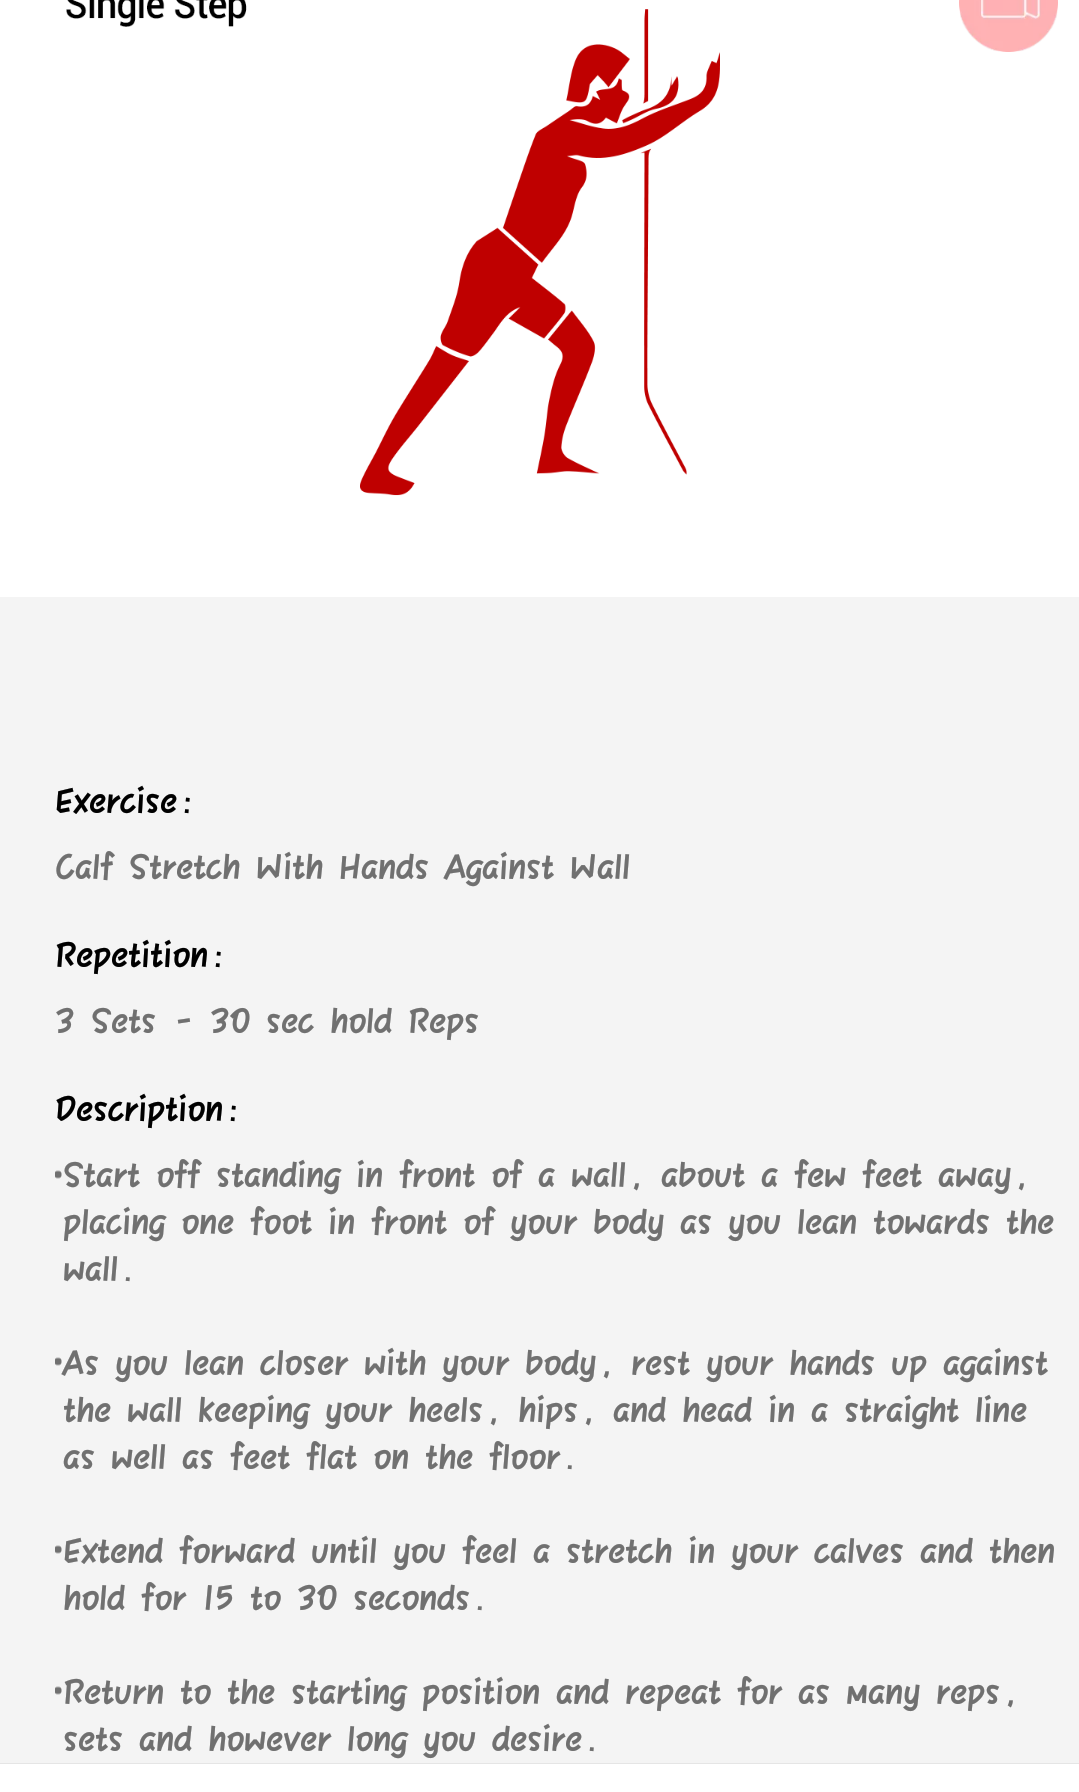 Single Step
Exercise:
Calf Stretch With Hands Against Wall
Repetition:
3 Sets - 30 sec hold Reps
Description:
•Start off standing in front of a wall, about a few feet away,
placing one foot in front of your body as you lean towards the
wall.
•As you lean closer with your body, rest your hands up against
the wall keeping your heels, hips, and head in a straight line
as well as feet flat on the floor.
•Extend forward until you feel a stretch in your calves and then
hold for 15 to 30 seconds.
•Return to the starting position and repeat for as many reps,
sets and however long you desire.